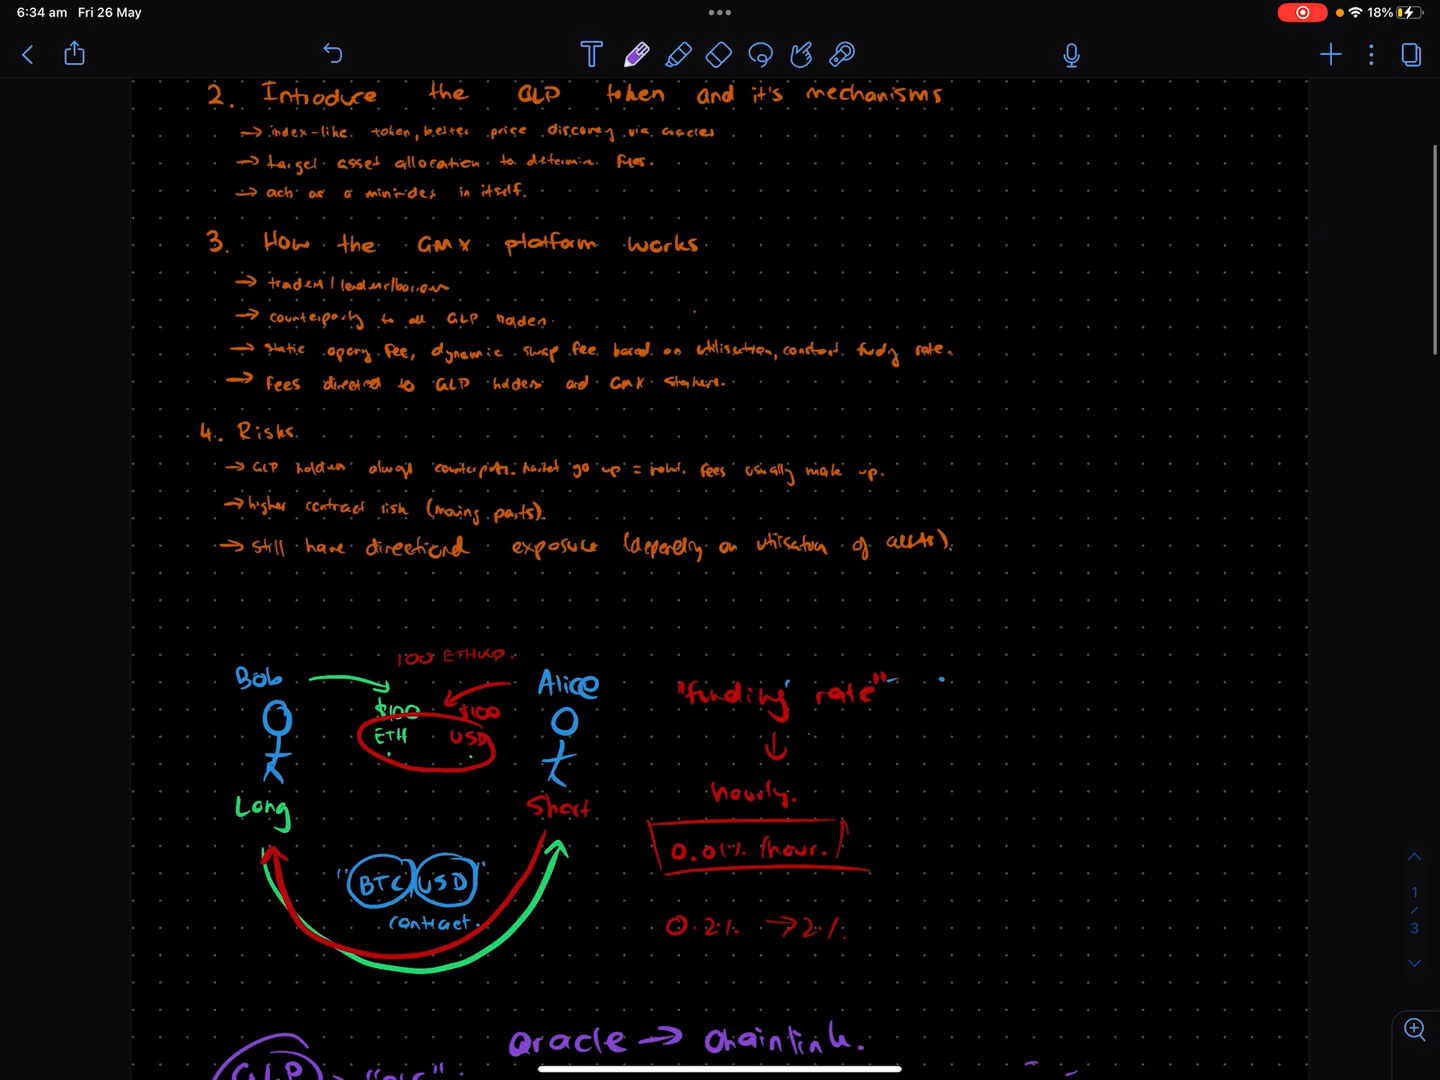 6:34 am Fri 26 May
18%
2. Introduce the GLP token and it's mechanisms
→ index-like token, better price discovery via oracles
→ target asset allocation to determine fees.
→ acts as a mini-dex in itself.
3. How the GMX platform works
→ traders / lender/borrow
→ counterparty to all GLP holders.
→ static opening fee, dynamic swap fee based on utilisation, constant funding rate.
→ Fees directed to GLP holders and GMX stakers.
4. Risks
→ GLP holders always counterparty. market go up = rekt. fees usually make up.
→ higher contract risk (moving parts).
→ still have directional exposure (depending on utilisation of assets).
100 ETHUSD.
Bob
Alice
$100
$100
ETH
USD
"funding rate"
hourly.
Long
Short
0.01% /hour.
"BTC USD"
contract.
0.2% → 2%.
Oracle → Chainlink.
GLP
1
/
3